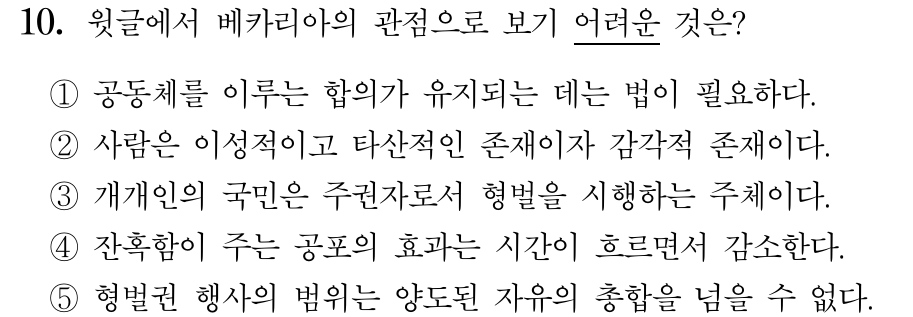 10. 윗글에서 베카리아의 관점으로 보기 어려운 것은?
① 공동체를 이루는 합의가 유지되는 데는 법이 필요하다.
② 사람은 이성적이고 타산적인 존재이자 감각적 존재이다.
③ 개개인의 국민은 주권자로서 형벌을 시행하는 주체이다.
④ 잔혹함이 주는 공포의 효과는 시간이 흐르면서 감소한다.
⑤ 형벌권 행사의 범위는 양도된 자유의 총합을 넘을 수 없다.